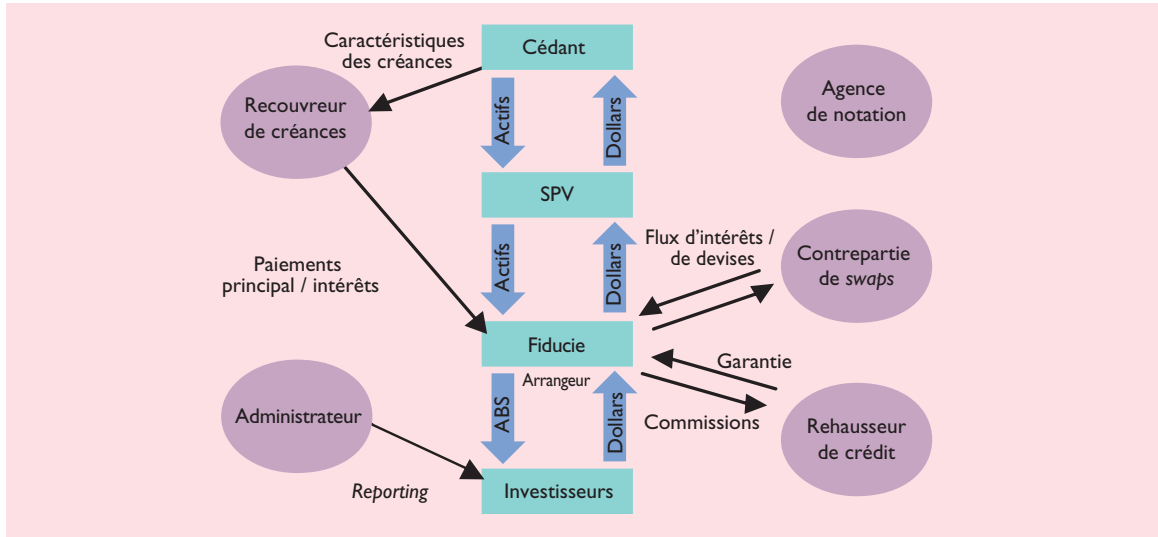 Caractéristiques
des créances
Cédant
Recouvreur
de créances
Agence
de notation
Actifs
Dollars
SPV
Actifs
Dollars
Flux d'intérêts /
de devises
Contrepartie
de swaps
Paiements
principal / intérêts
Fiducie
Arrangeur
Garantie
ABS
Dollars
Commissions
Administrateur
Rehausseur
de crédit
Reporting
Investisseurs